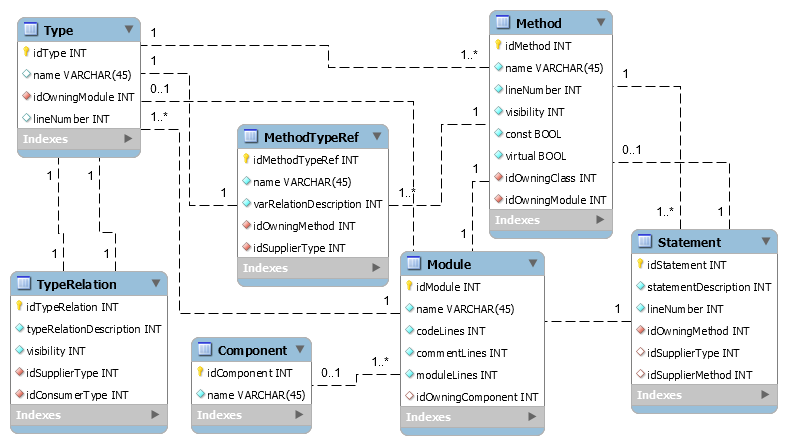 Type
idType INT
name VARCHAR(45)
idOwningModule INT
lineNumber INT
Indexes
Method
idMethod INT
name VARCHAR(45)
lineNumber INT
visibility INT
const BOOL
virtual BOOL
idOwningClass INT
idOwningModule INT
Indexes
1
1..*
1
0..1
1..*
1
1
0..1
MethodTypeRef
idMethodTypeRef INT
name VARCHAR(45)
varRelationDescription INT
idOwningMethod INT
idSupplierType INT
Indexes
1
1..*
1
1
1
1
1
1
1..*
1
TypeRelation
idTypeRelation INT
typeRelationDescription INT
visibility INT
idSupplierType INT
idConsumerType INT
Indexes
Module
idModule INT
name VARCHAR(45)
codeLines INT
commentLines INT
moduleLines INT
idOwningComponent INT
Indexes
Statement
idStatement INT
statementDescription INT
lineNumber INT
idOwningMethod INT
idSupplierType INT
idSupplierMethod INT
Indexes
1
1
Component
idComponent INT
name VARCHAR(45)
Indexes
0..1
1..*